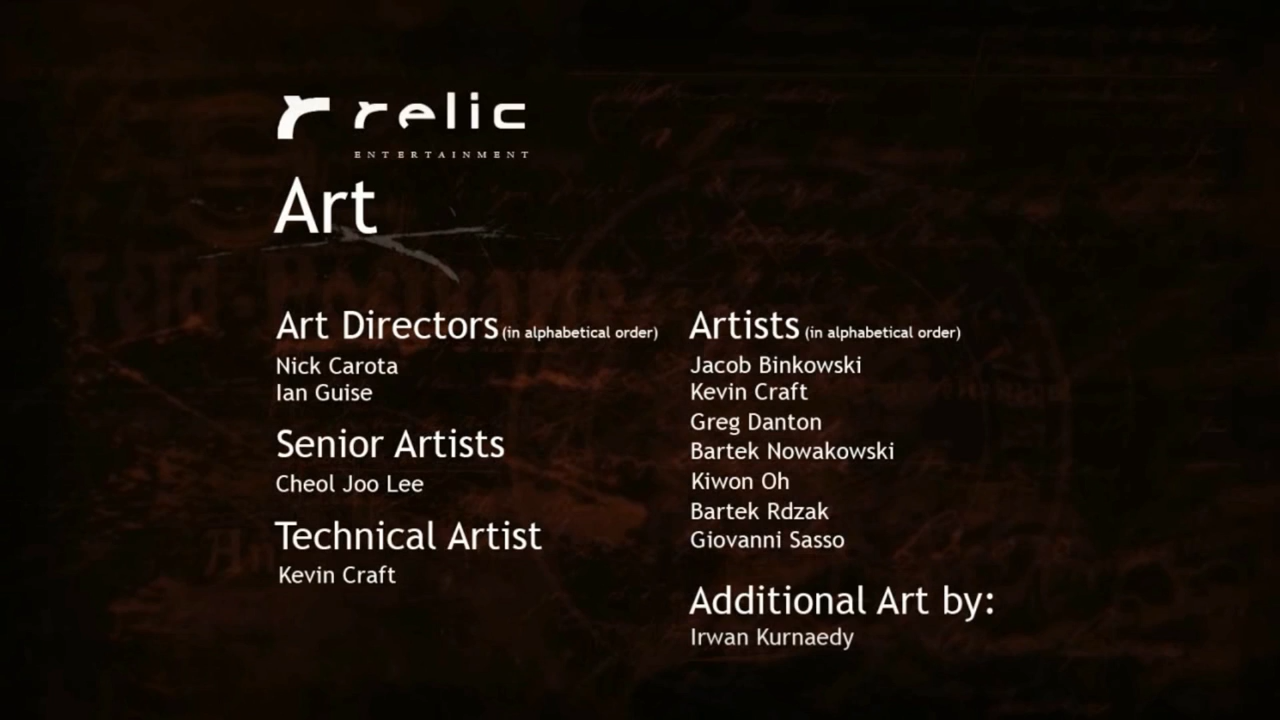 relic
ENTERTAINMENT
Art
Art Directors (in alphabetical order)
Nick Carota
Ian Guise
Senior Artists
Cheol Joo Lee
Technical Artist
Kevin Craft
Artists (in alphabetical order)
Jacob Binkowski
Kevin Craft
Greg Danton
Bartek Nowakowski
Kiwon Oh
Bartek Rdzak
Giovanni Sasso
Additional Art by:
Irwan Kurnaedy